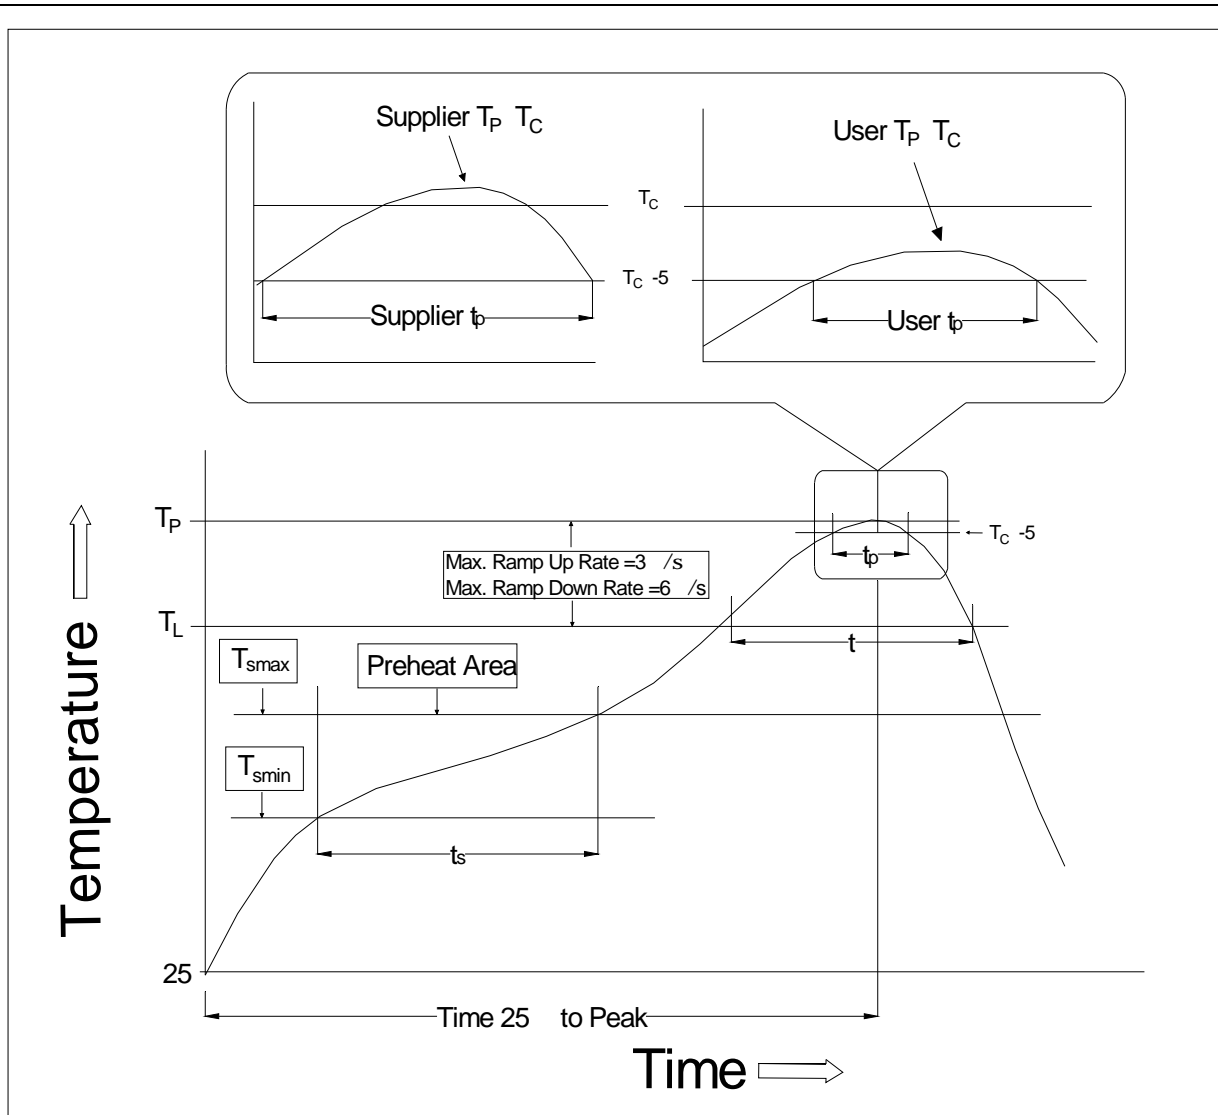 Supplier TP TC
User TP TC
TC
TC -5
Supplier tp
User tp
TP
TC -5
tp
Max. Ramp Up Rate =3 /s
Max. Ramp Down Rate =6 /s
TL
t
Tsmax
Preheat Area
Tsmin
ts
Temperature
25
Time 25 to Peak
Time